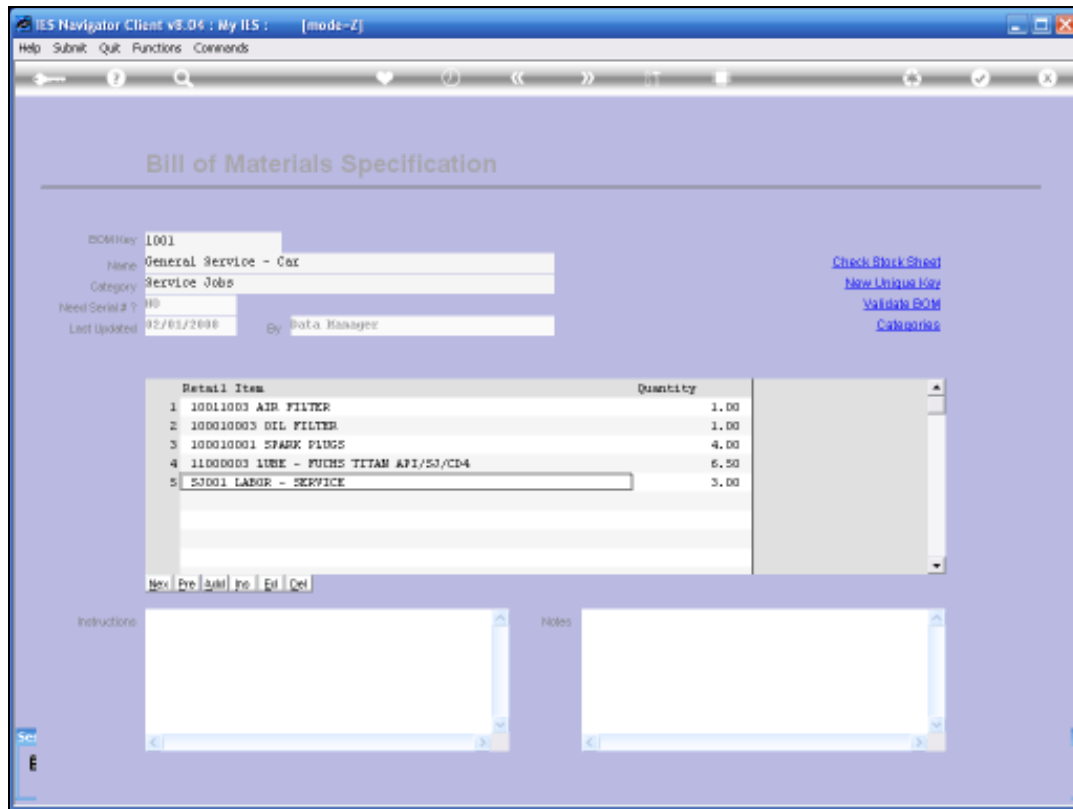 IES Navigator Client v8.04 : My IES : [mode-Z]
Help Submit Quit Functions Commands
Bill of Materials Specification
BOM Key 1001
Name General Service - Car
Category Service Jobs
Need Serial # ? NO
Last Updated 02/01/2008 By Data Manager
Check Stock Sheet
New Unique Key
Validate BOM
Categories
Retail Item Quantity
1 10011003 AIR FILTER 1.00
2 100010003 OIL FILTER 1.00
3 100010001 SPARK PLUGS 4.00
4 11000003 LUBE - FUCHS TITAN API/SJ/CD4 6.50
5 SJ001 LABOR - SERVICE 3.00
Nex Pre Add Ins Ed Del
Instructions Notes